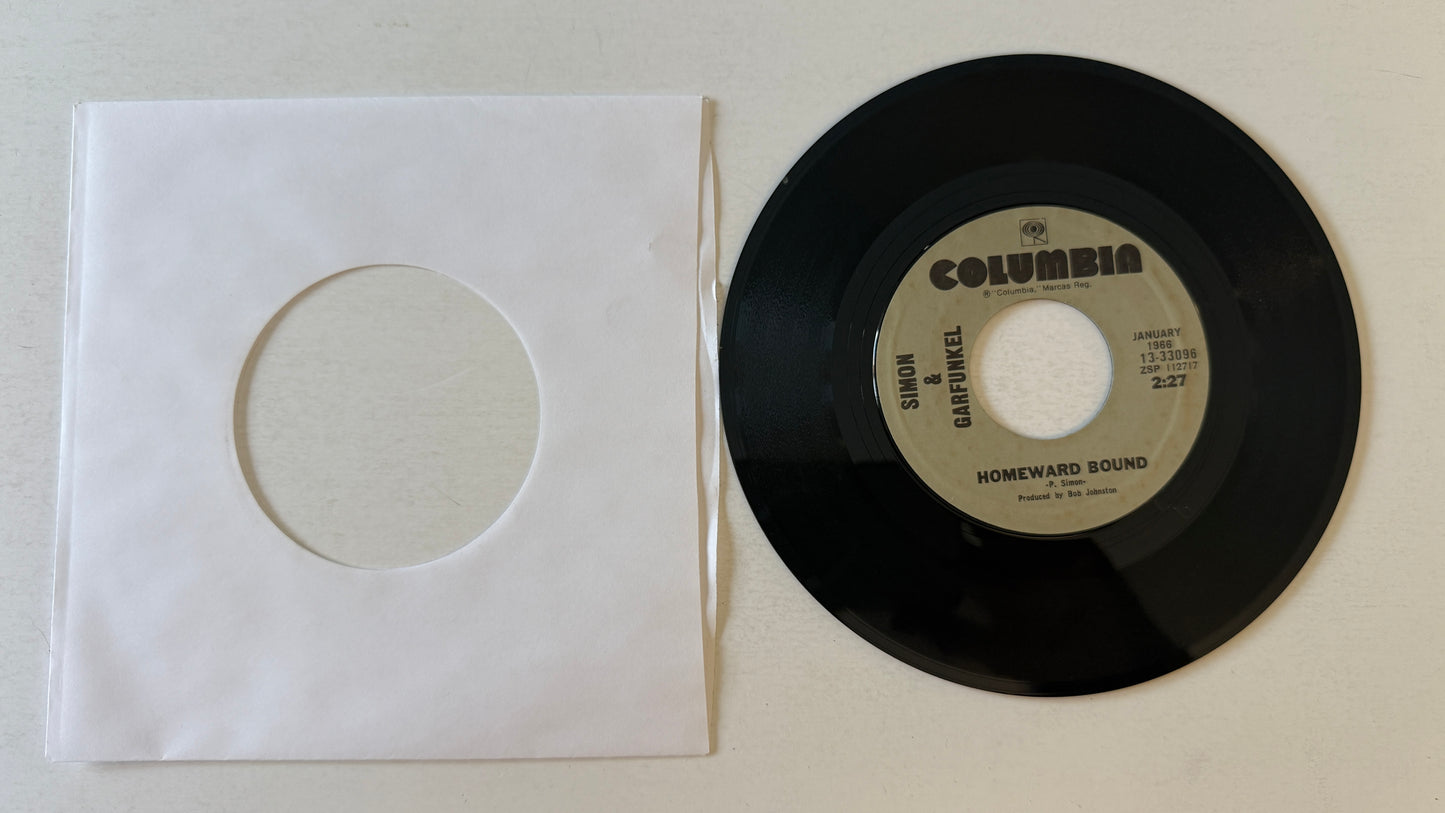 COLUMBIA
Ⓡ "Columbia," Marcas Reg.
SIMON
&
GARFUNKEL
JANUARY
1966
13-33096
ZSP 112717
2:27
HOMEWARD BOUND
-P. Simon-
Produced by Bob Johnston